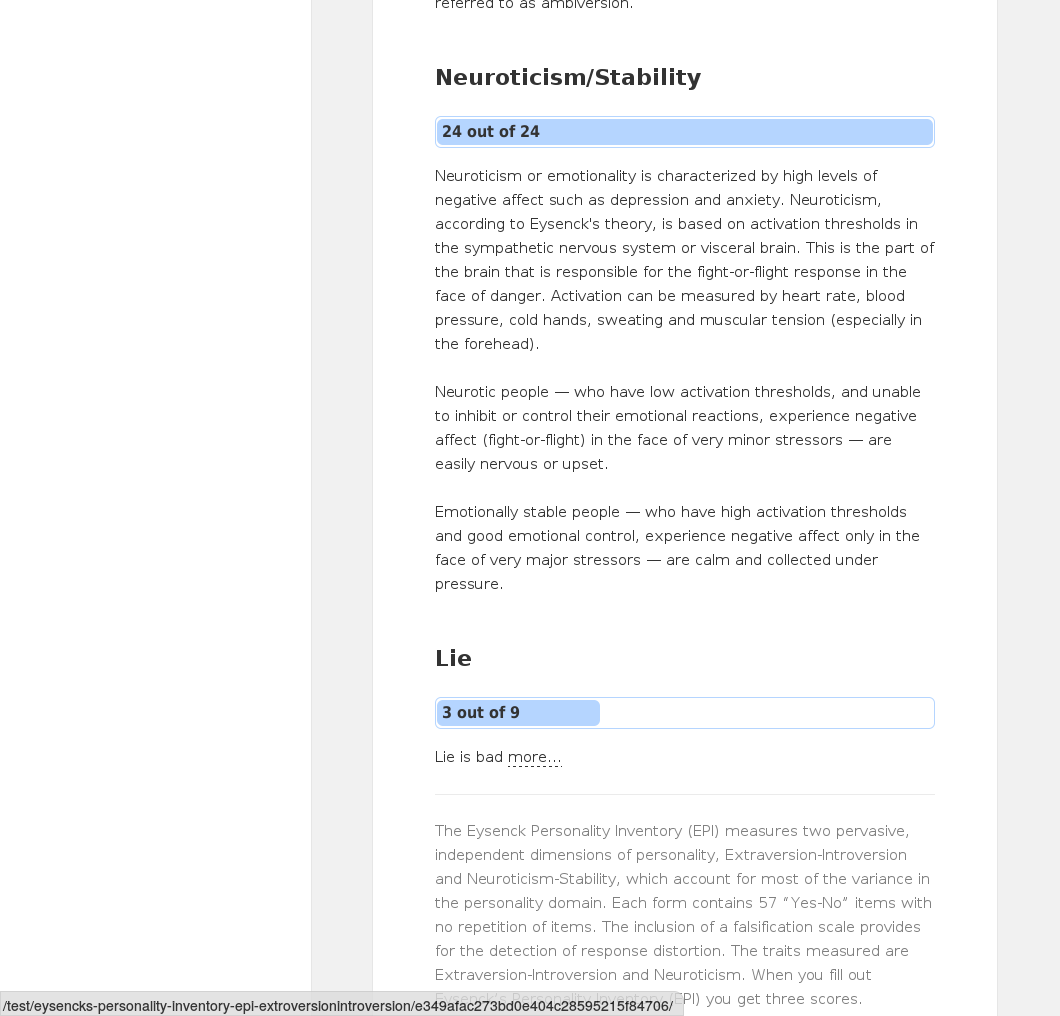 referred to as ambiversion.
Neuroticism/Stability
24 out of 24
Neuroticism or emotionality is characterized by high levels of
negative affect such as depression and anxiety. Neuroticism,
according to Eysenck's theory, is based on activation thresholds in
the sympathetic nervous system or visceral brain. This is the part of
the brain that is responsible for the fight-or-flight response in the
face of danger. Activation can be measured by heart rate, blood
pressure, cold hands, sweating and muscular tension (especially in
the forehead).
Neurotic people — who have low activation thresholds, and unable
to inhibit or control their emotional reactions, experience negative
affect (fight-or-flight) in the face of very minor stressors — are
easily nervous or upset.
Emotionally stable people — who have high activation thresholds
and good emotional control, experience negative affect only in the
face of very major stressors — are calm and collected under
pressure.
Lie
3 out of 9
Lie is bad more...
The Eysenck Personality Inventory (EPI) measures two pervasive,
independent dimensions of personality, Extraversion-Introversion
and Neuroticism-Stability, which account for most of the variance in
the personality domain. Each form contains 57 “Yes-No” items with
no repetition of items. The inclusion of a falsification scale provides
for the detection of response distortion. The traits measured are
Extraversion-Introversion and Neuroticism. When you fill out
Eysenck's Personality Inventory (EPI) you get three scores.
/test/eysencks-personality-inventory-epi-extroversionintroversion/e349afac273bd0e404c28595215f84706/